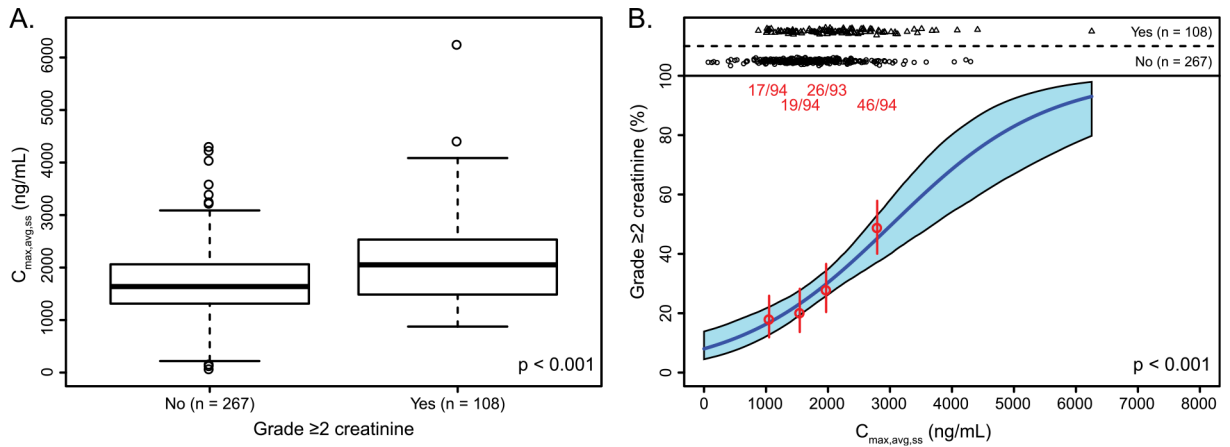 A.
C_max,avg,ss (ng/mL)
6000
5000
4000
3000
2000
1000
0
p < 0.001
No (n = 267)
Yes (n = 108)
Grade ≥2 creatinine
B.
Yes (n = 108)
No (n = 267)
17/94
26/93
19/94
46/94
Grade ≥2 creatinine (%)
100
80
60
40
20
0
p < 0.001
0 1000 2000 3000 4000 5000 6000 7000 8000
C_max,avg,ss (ng/mL)